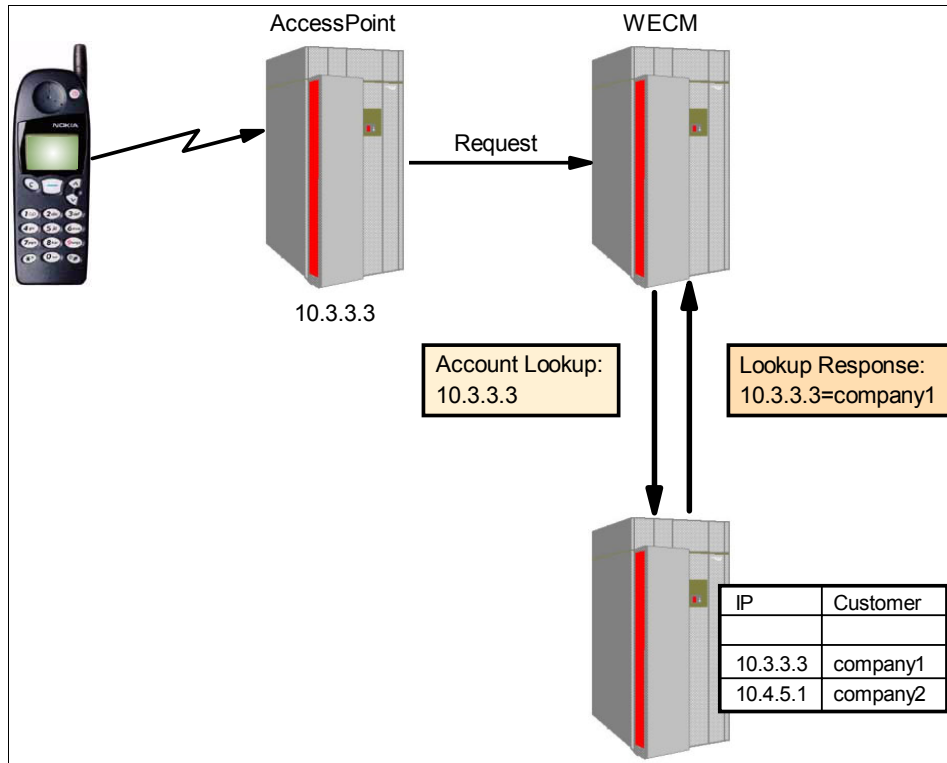 AccessPoint
WECM
NOKIA
Request
10.3.3.3
Account Lookup:
10.3.3.3
Lookup Response:
10.3.3.3=company1
IP Customer
10.3.3.3 company1
10.4.5.1 company2